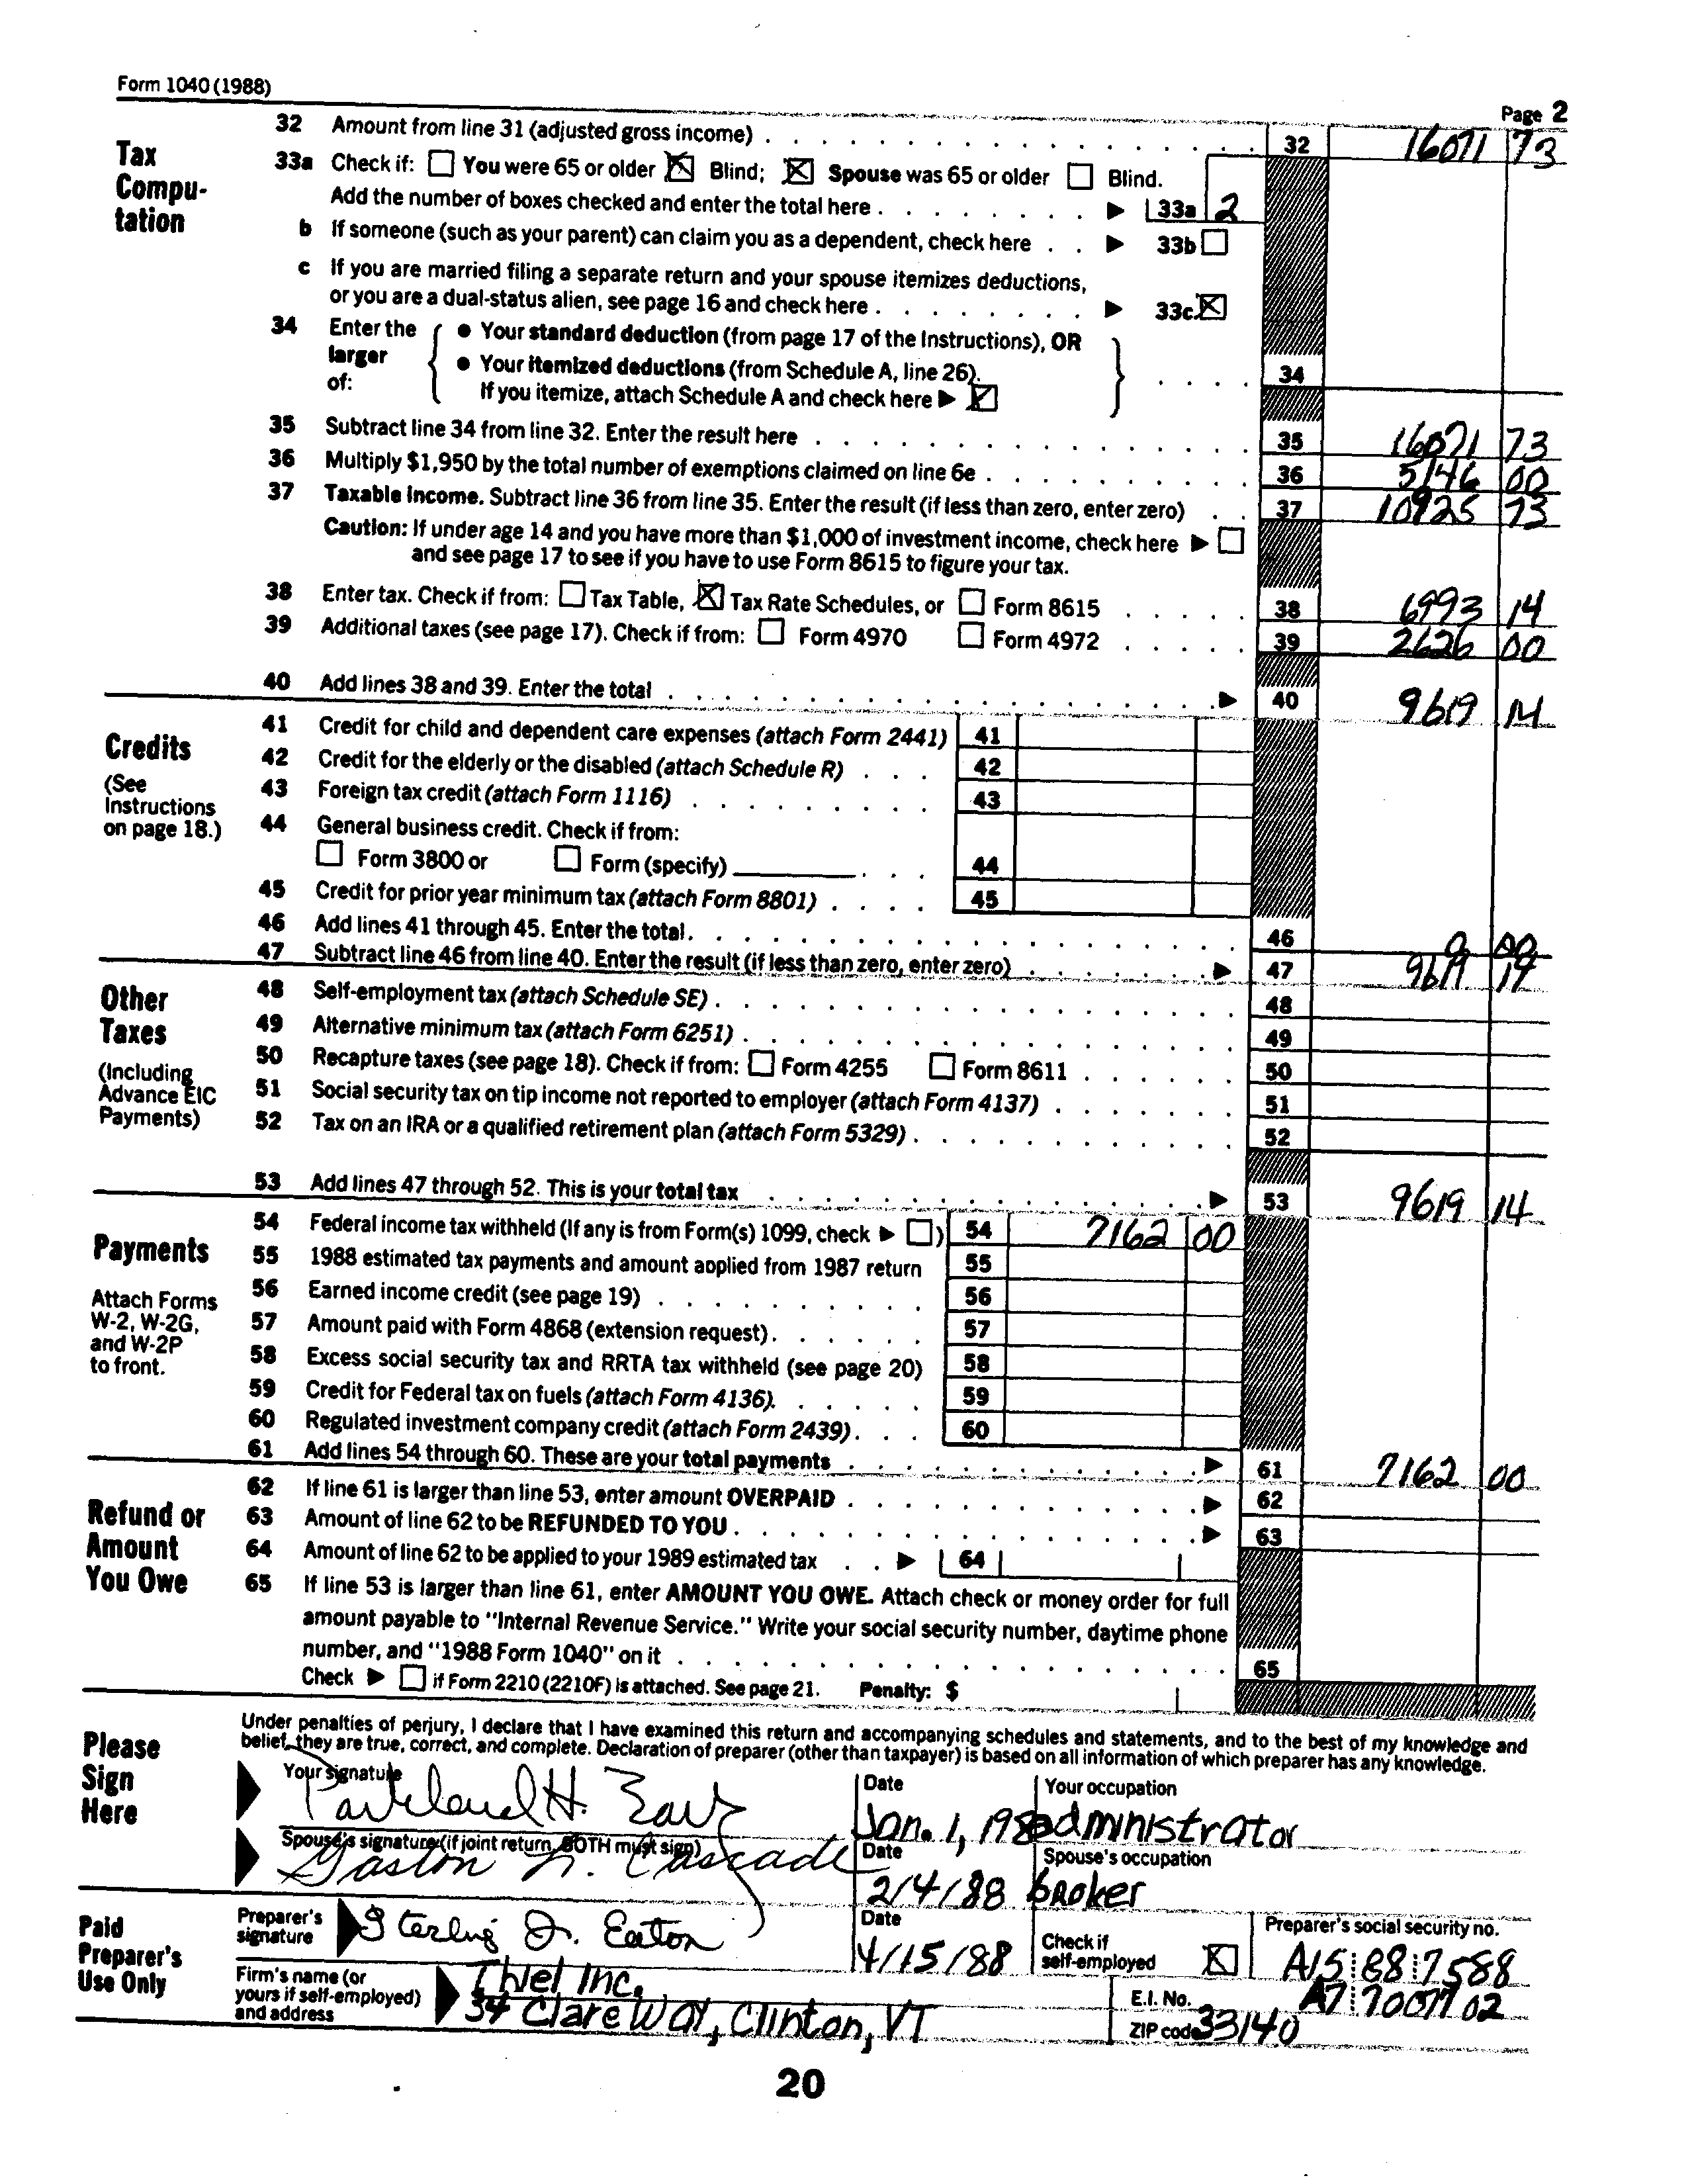 Form 1040 (1988)
Page 2
Tax Compu-
tation
32 Amount from line 31 (adjusted gross income) 32 16071 73
33a Check if: You were 65 or older Blind; Spouse was 65 or older Blind.
Add the number of boxes checked and enter the total here 33a 2
b If someone (such as your parent) can claim you as a dependent, check here 33b
c If you are married filing a separate return and your spouse itemizes deductions,
or you are a dual-status alien, see page 16 and check here 33c
34 Enter the larger of:
● Your standard deduction (from page 17 of the Instructions), OR
● Your itemized deductions (from Schedule A, line 26).
If you itemize, attach Schedule A and check here 34
35 Subtract line 34 from line 32. Enter the result here 35 16071 73
36 Multiply $1,950 by the total number of exemptions claimed on line 6e 36 5146 00
37 Taxable Income. Subtract line 36 from line 35. Enter the result (if less than zero, enter zero) 37 10925 73
Caution: If under age 14 and you have more than $1,000 of investment income, check here
and see page 17 to see if you have to use Form 8615 to figure your tax.
38 Enter tax. Check if from: Tax Table, Tax Rate Schedules, or Form 8615 38 6993 14
39 Additional taxes (see page 17). Check if from: Form 4970 Form 4972 39 2626 00
40 Add lines 38 and 39. Enter the total 40 9619 14
Credits
(See
Instructions
on page 18.)
41 Credit for child and dependent care expenses (attach Form 2441) 41
42 Credit for the elderly or the disabled (attach Schedule R) 42
43 Foreign tax credit (attach Form 1116) 43
44 General business credit. Check if from:
Form 3800 or Form (specify) 44
45 Credit for prior year minimum tax (attach Form 8801) 45
46 Add lines 41 through 45. Enter the total. 46 0 00
47 Subtract line 46 from line 40. Enter the result (if less than zero, enter zero) 47 9619 14
Other
Taxes
(Including
Advance EIC
Payments)
48 Self-employment tax (attach Schedule SE) 48
49 Alternative minimum tax (attach Form 6251) 49
50 Recapture taxes (see page 18). Check if from: Form 4255 Form 8611 50
51 Social security tax on tip income not reported to employer (attach Form 4137) 51
52 Tax on an IRA or a qualified retirement plan (attach Form 5329) 52
53 Add lines 47 through 52. This is your total tax 53 9619 14
Payments
Attach Forms
W-2, W-2G,
and W-2P
to front.
54 Federal income tax withheld (If any is from Form(s) 1099, check ) 54 7162 00
55 1988 estimated tax payments and amount applied from 1987 return 55
56 Earned income credit (see page 19) 56
57 Amount paid with Form 4868 (extension request) 57
58 Excess social security tax and RRTA tax withheld (see page 20) 58
59 Credit for Federal tax on fuels (attach Form 4136) 59
60 Regulated investment company credit (attach Form 2439) 60
61 Add lines 54 through 60. These are your total payments 61 7162 00
Refund or
Amount
You Owe
62 If line 61 is larger than line 53, enter amount OVERPAID 62
63 Amount of line 62 to be REFUNDED TO YOU 63
64 Amount of line 62 to be applied to your 1989 estimated tax 64
65 If line 53 is larger than line 61, enter AMOUNT YOU OWE. Attach check or money order for full
amount payable to "Internal Revenue Service." Write your social security number, daytime phone
number, and "1988 Form 1040" on it 65
Check if Form 2210 (2210F) is attached. See page 21. Penalty: $
Please
Sign
Here
Under penalties of perjury, I declare that I have examined this return and accompanying schedules and statements, and to the best of my knowledge and
belief, they are true, correct, and complete. Declaration of preparer (other than taxpayer) is based on all information of which preparer has any knowledge.
Your signature Date Your occupation
Parkland H. Jan. 1, administrator
Spouse's signature (if joint return, BOTH must sign) Date Spouse's occupation
Gaston N. Cascade 2/4/88 broker
Paid
Preparer's
Use Only
Preparer's signature Sterling J. Eaton Date 4/15/88 Check if self-employed Preparer's social security no. A15 88 7588
Firm's name (or
yours if self-employed)
and address
Thiel Inc. E.I. No. A7
34 Clare Way, Clinton, VT ZIP code 33140
20